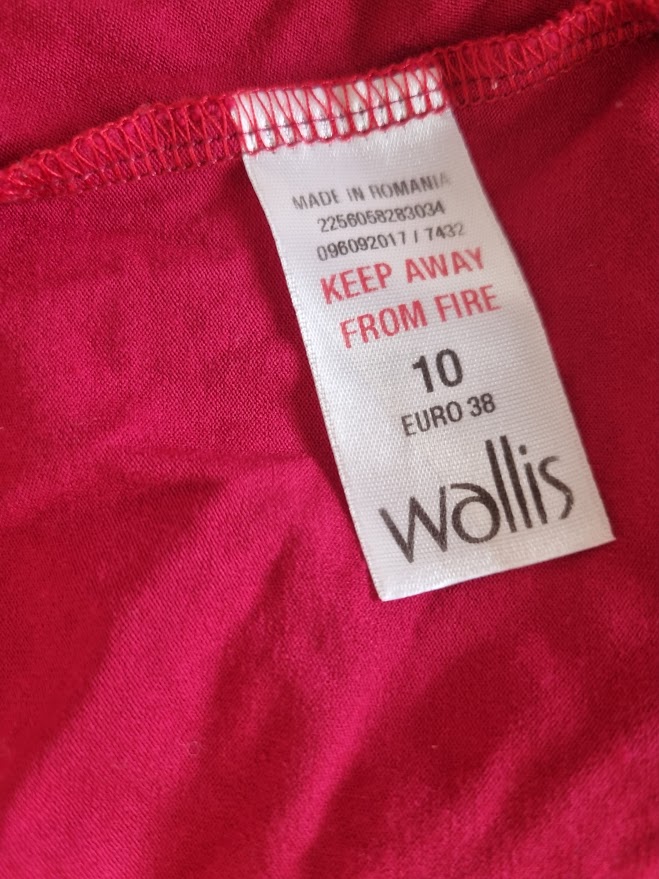 MADE IN ROMANIA
2256058283034
096092017 / 7432
KEEP AWAY
FROM FIRE
10
EURO 38
wallis